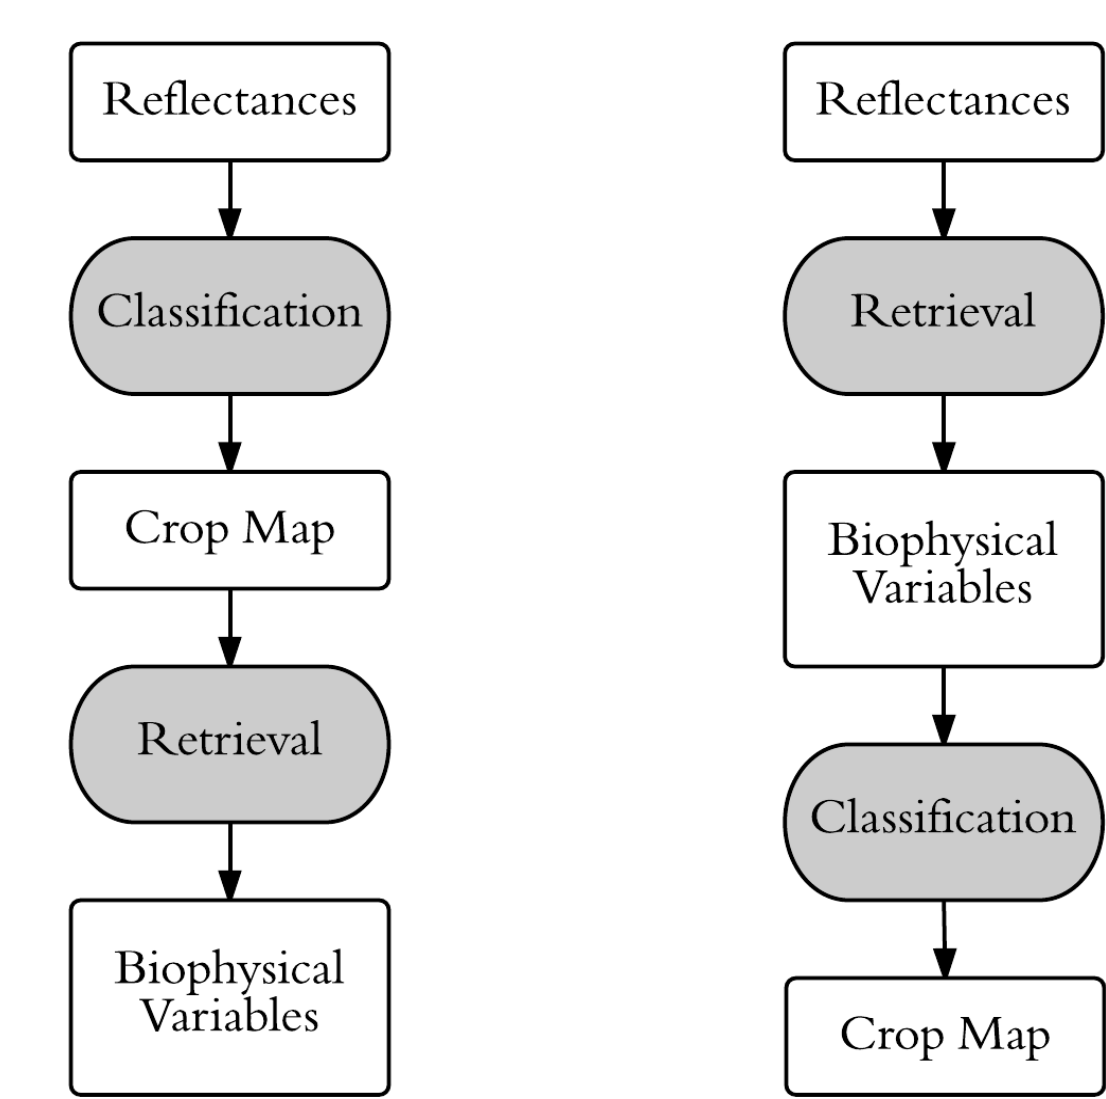 Reflectances
Classification
Crop Map
Retrieval
Biophysical
Variables
Reflectances
Retrieval
Biophysical
Variables
Classification
Crop Map